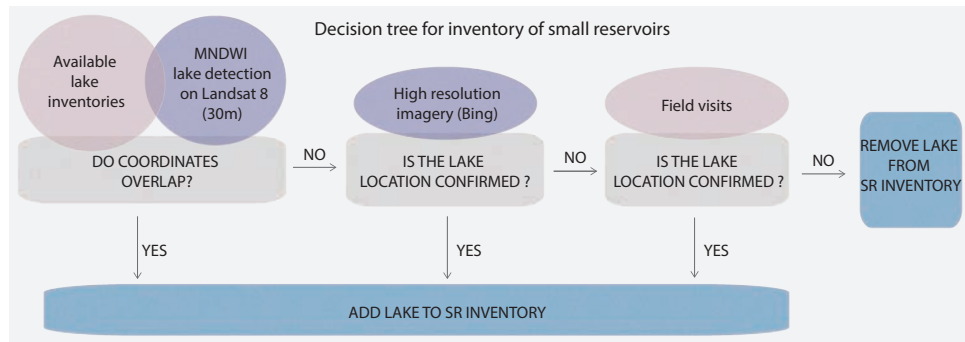 Decision tree for inventory of small reservoirs
Available
lake
inventories
MNDWI
lake detection
on Landsat 8
(30m)
High resolution
imagery (Bing)
Field visits
DO COORDINATES
OVERLAP?
NO
IS THE LAKE
LOCATION CONFIRMED ?
NO
IS THE LAKE
LOCATION CONFIRMED ?
NO
REMOVE LAKE
FROM
SR INVENTORY
YES
YES
YES
ADD LAKE TO SR INVENTORY